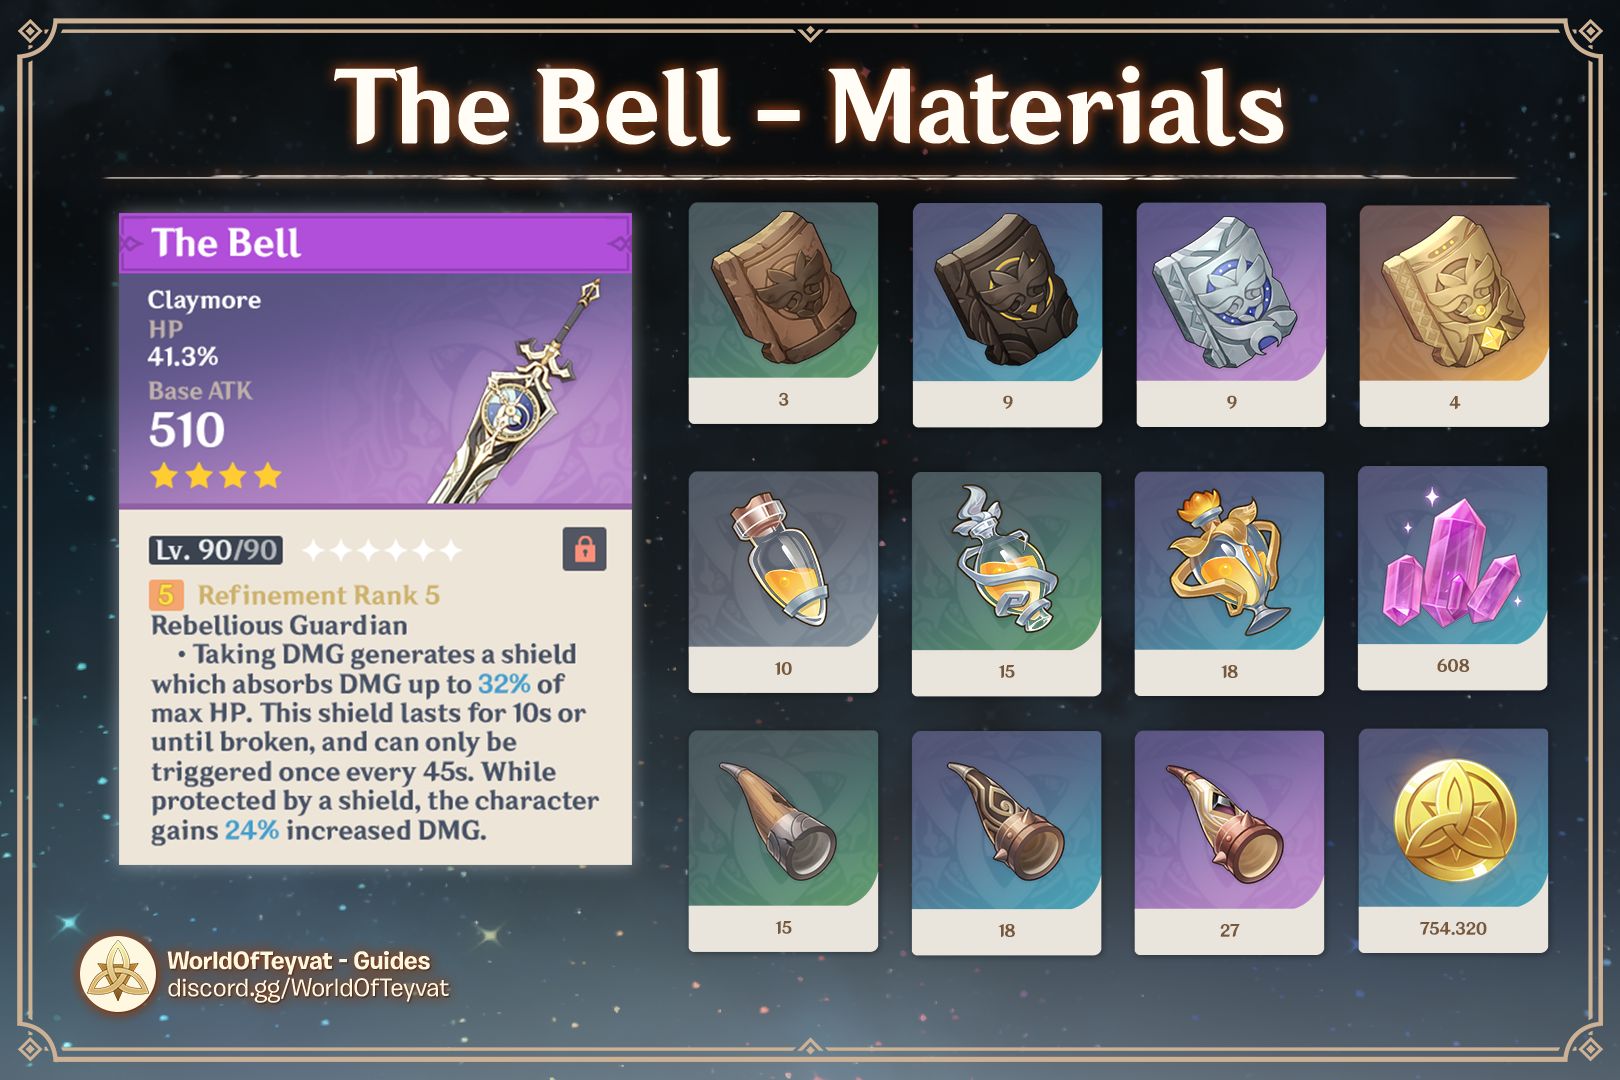 The Bell - Materials
The Bell
Claymore
HP
41.3%
Base ATK
510
Lv. 90/90
5 Refinement Rank 5
Rebellious Guardian
• Taking DMG generates a shield
which absorbs DMG up to 32% of
max HP. This shield lasts for 10s or
until broken, and can only be
triggered once every 45s. While
protected by a shield, the character
gains 24% increased DMG.
3
9
9
4
10
15
18
608
15
18
27
754.320
WorldOfTeyvat - Guides
discord.gg/WorldOfTeyvat